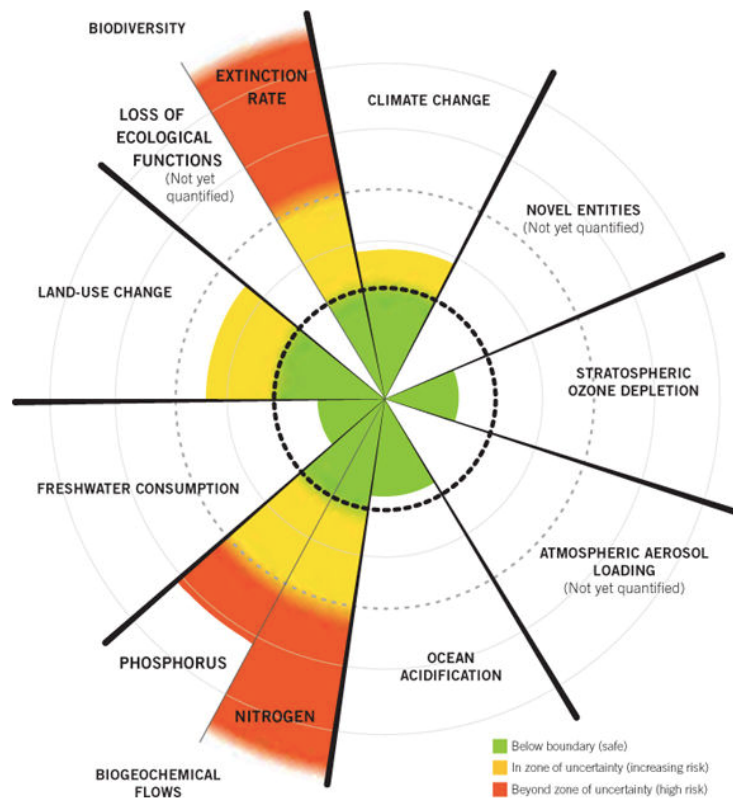 BIODIVERSITY
EXTINCTION
RATE
CLIMATE CHANGE
LOSS OF
ECOLOGICAL
FUNCTIONS
(Not yet
quantified)
NOVEL ENTITIES
(Not yet quantified)
LAND-USE CHANGE
STRATOSPHERIC
OZONE DEPLETION
FRESHWATER CONSUMPTION
ATMOSPHERIC AEROSOL
LOADING
(Not yet quantified)
PHOSPHORUS
OCEAN
ACIDIFICATION
NITROGEN
BIOGEOCHEMICAL
FLOWS
Below boundary (safe)
In zone of uncertainty (increasing risk)
Beyond zone of uncertainty (high risk)